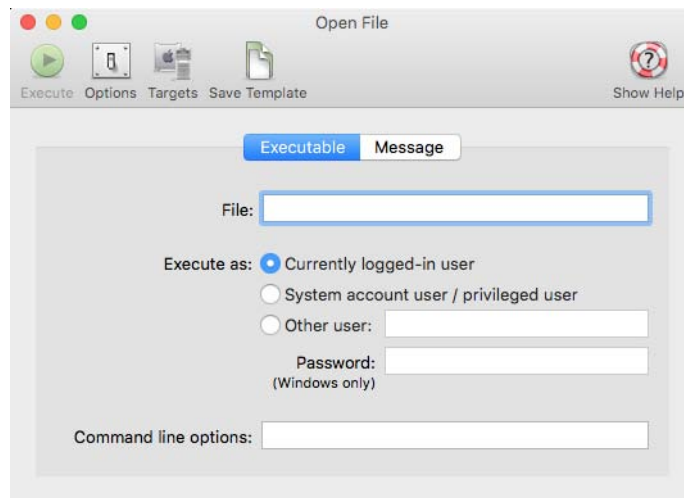 Open File
Execute Options Targets Save Template Show Help
Executable Message
File:
Execute as: Currently logged-in user
System account user / privileged user
Other user:
Password:
(Windows only)
Command line options: